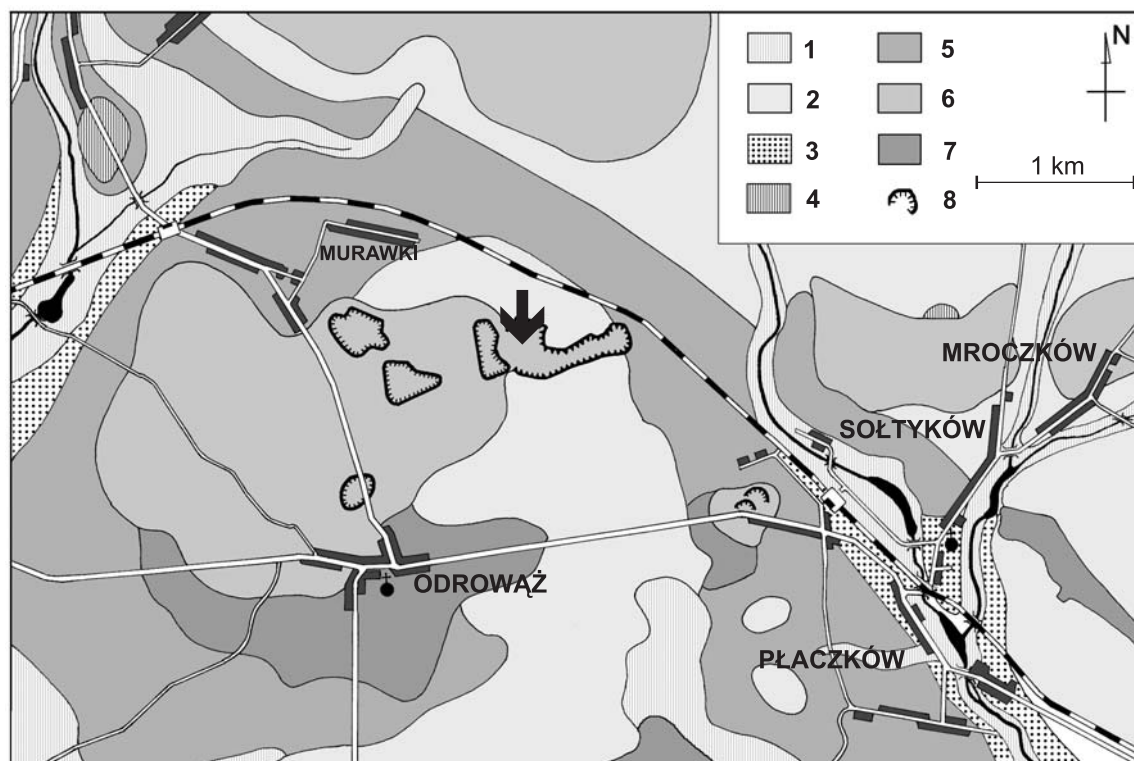 1 5
2 6
3 7
4 8
N
1 km
MURAWKI
MROCZKÓW
SOŁTYKÓW
ODROWĄŻ
PŁACZKÓW